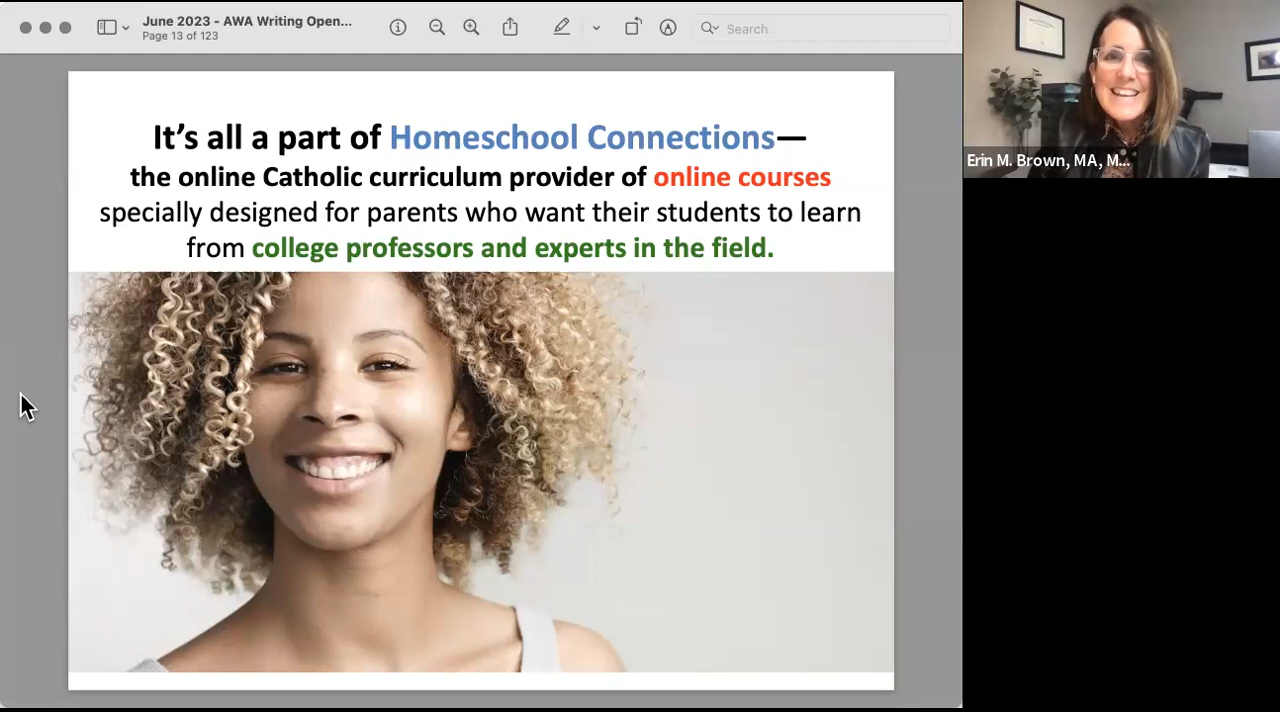 June 2023 - AWA Writing Open...
Page 13 of 123
Search
It's all a part of Homeschool Connections—
the online Catholic curriculum provider of online courses
specially designed for parents who want their students to learn
from college professors and experts in the field.
Erin M. Brown, MA, M...